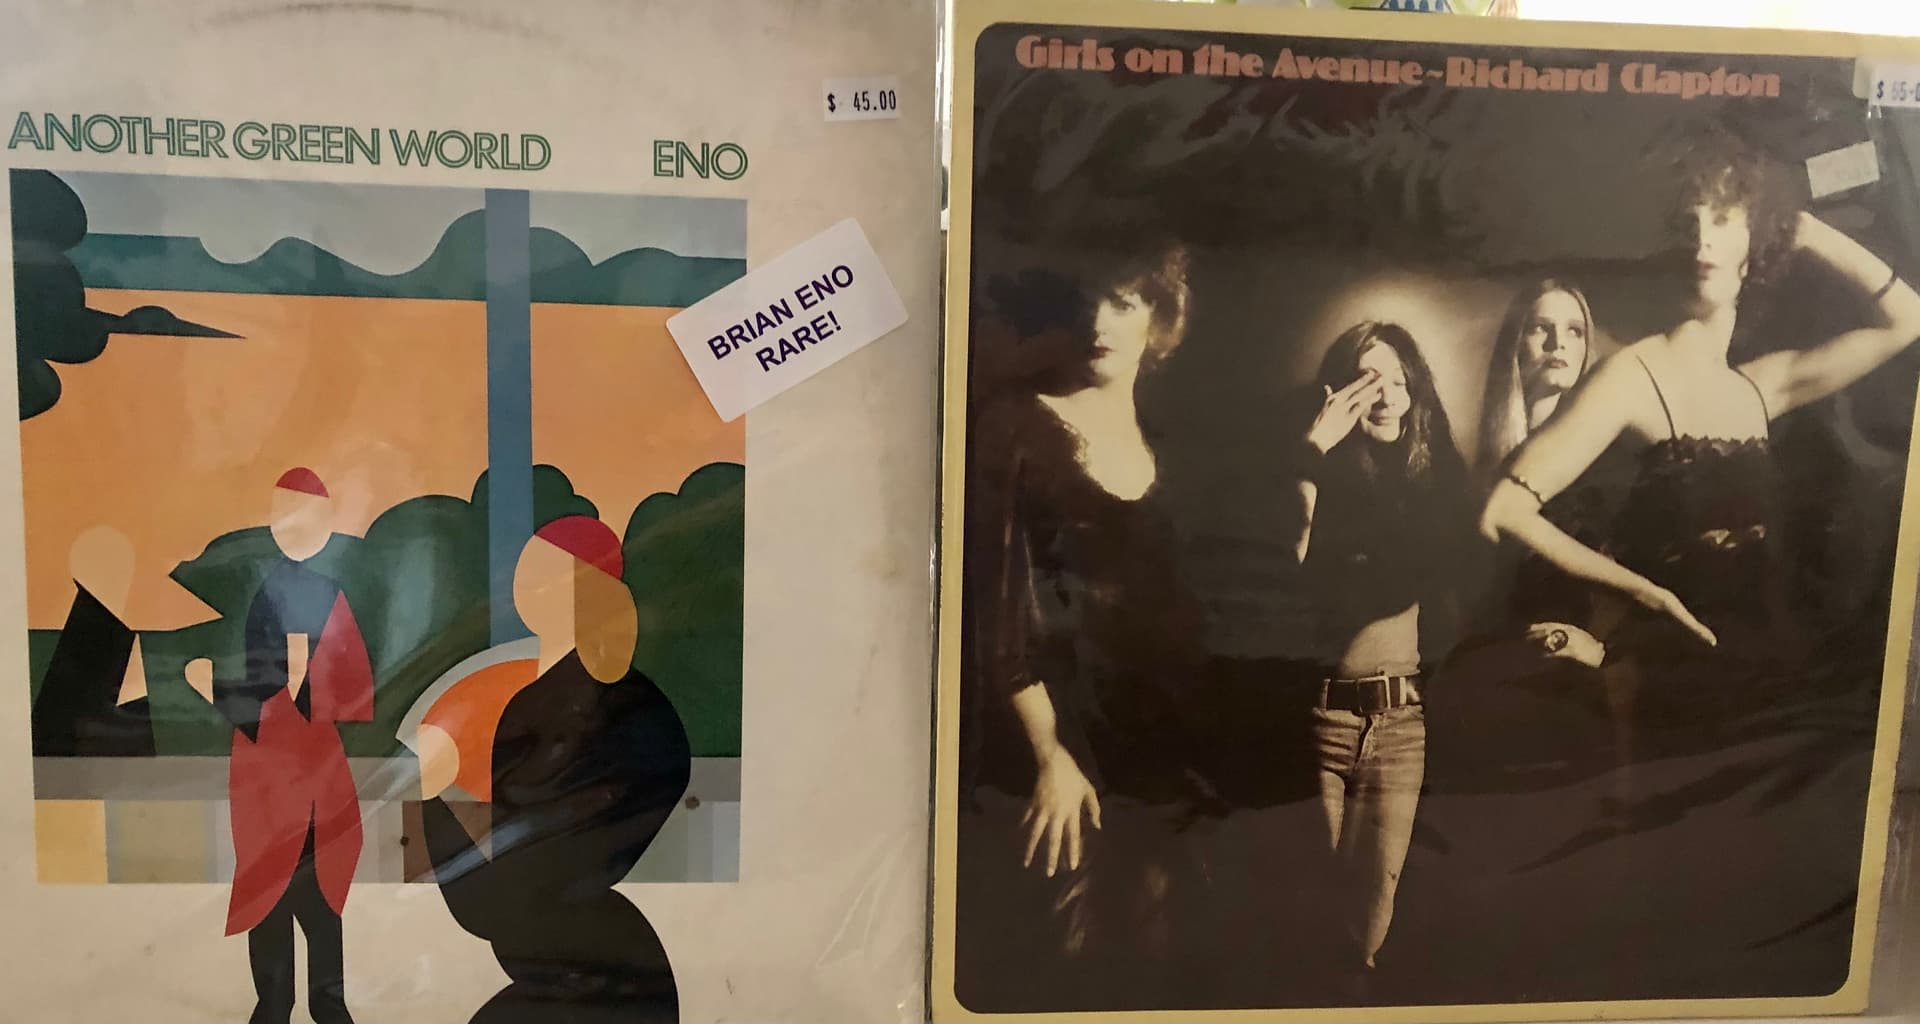 ANOTHER GREEN WORLD ENO
$ 45.00
BRIAN ENO
RARE!
Girls on the Avenue~Richard Clapton